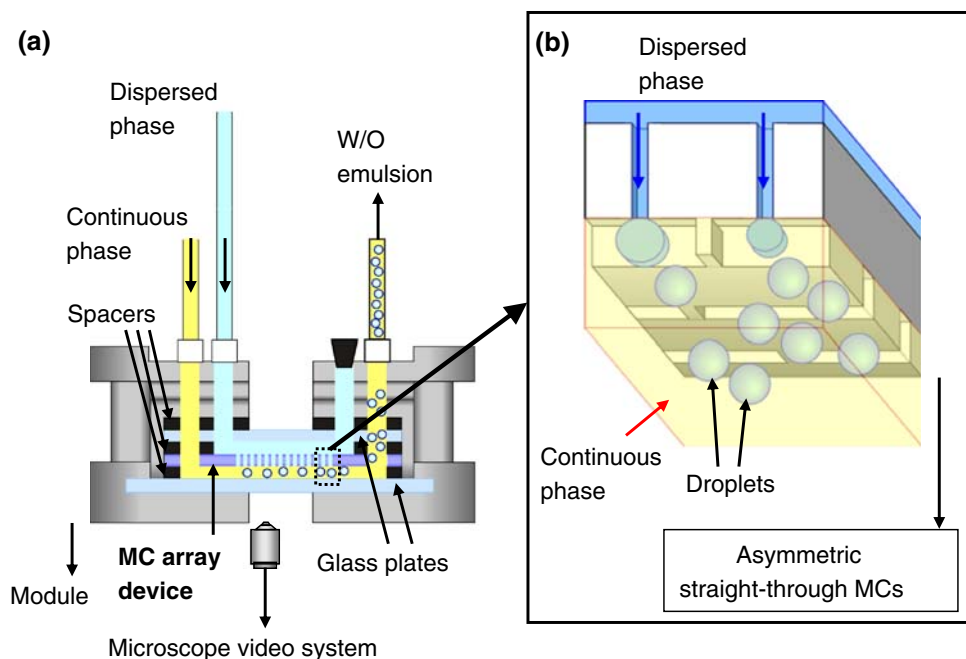 (a)
Dispersed
phase
W/O
emulsion
Continuous
phase
Spacers
MC array
device
Glass plates
Module
Microscope video system
(b)
Dispersed
phase
Continuous
phase
Droplets
Asymmetric
straight-through MCs